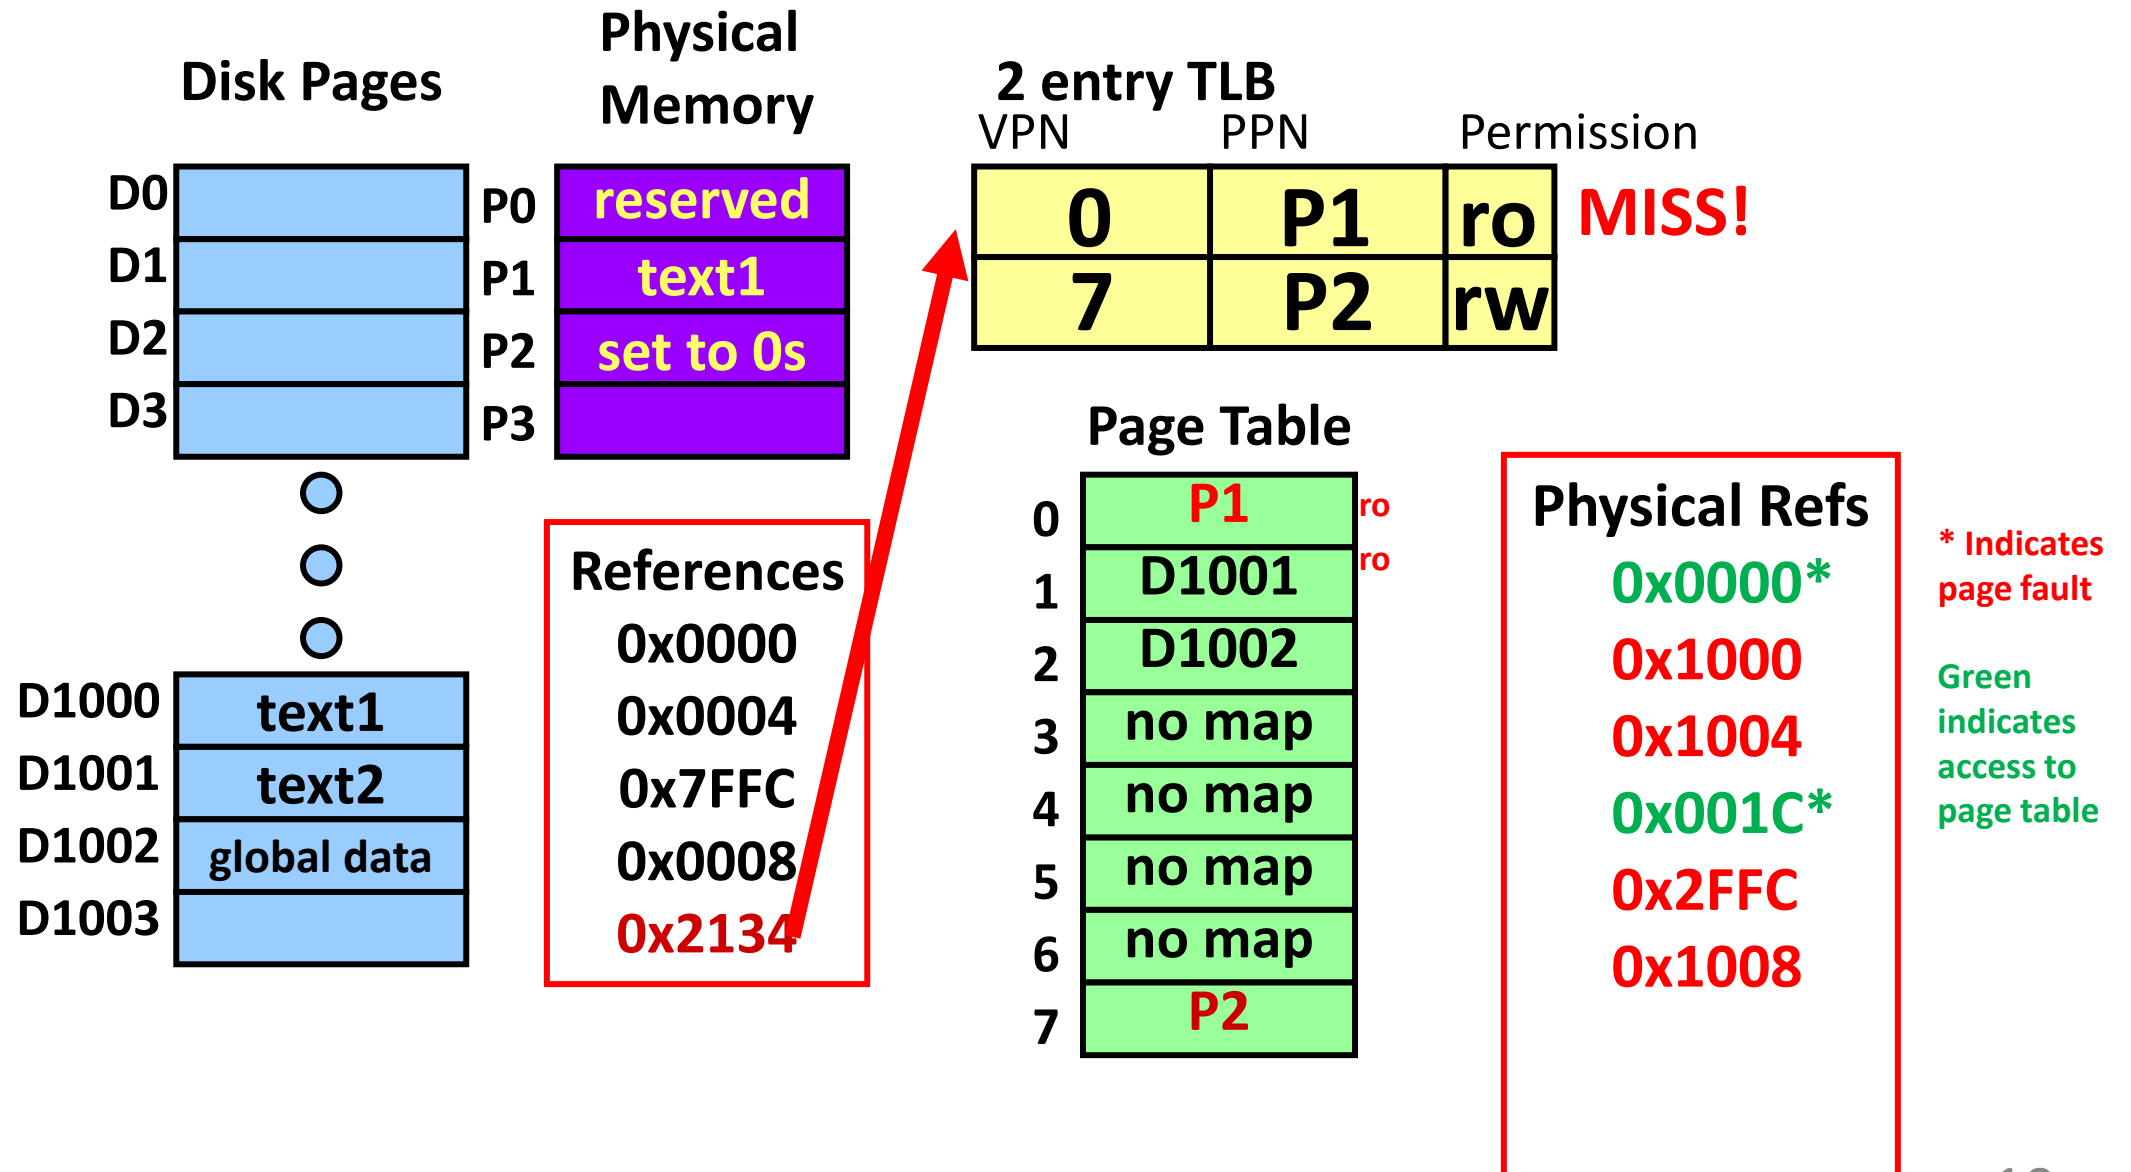 Disk Pages
D0
D1
D2
D3
D1000 text1
D1001 text2
D1002 global data
D1003
Physical
Memory
P0 reserved
P1 text1
P2 set to 0s
P3
References
0x0000
0x0004
0x7FFC
0x0008
0x2134
2 entry TLB
VPN PPN Permission
0 P1 ro MISS!
7 P2 rw
Page Table
0 P1 ro
1 D1001 ro
2 D1002
3 no map
4 no map
5 no map
6 no map
7 P2
Physical Refs
0x0000*
0x1000
0x1004
0x001C*
0x2FFC
0x1008
* Indicates
page fault
Green
indicates
access to
page table